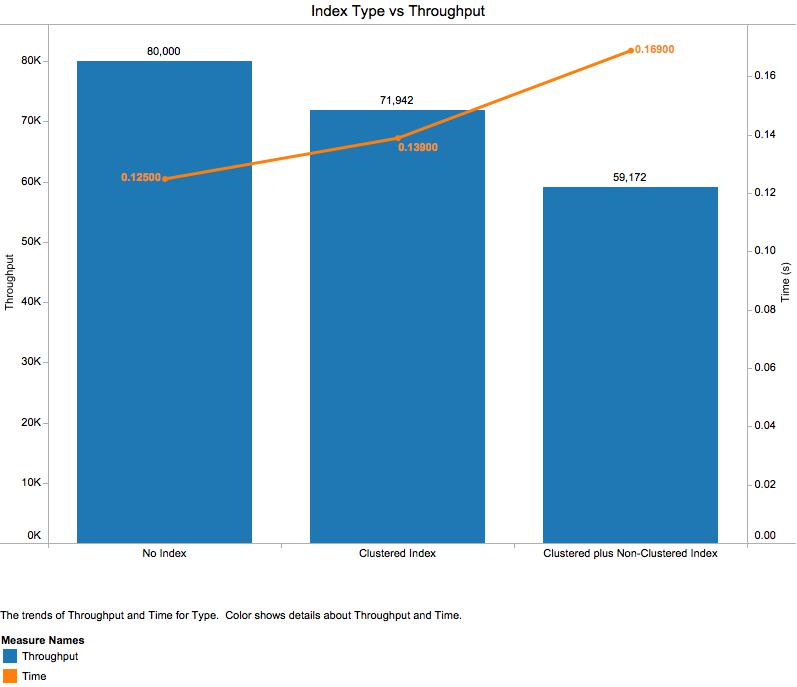 Index Type vs Throughput
80K
70K
60K
50K
40K
30K
20K
10K
0K
Throughput
80,000
71,942
59,172
0.12500
0.13900
0.16900
0.16
0.14
0.12
0.10
0.08
0.06
0.04
0.02
0.00
Time (s)
No Index
Clustered Index
Clustered plus Non-Clustered Index
The trends of Throughput and Time for Type.  Color shows details about Throughput and Time.
Measure Names
Throughput
Time